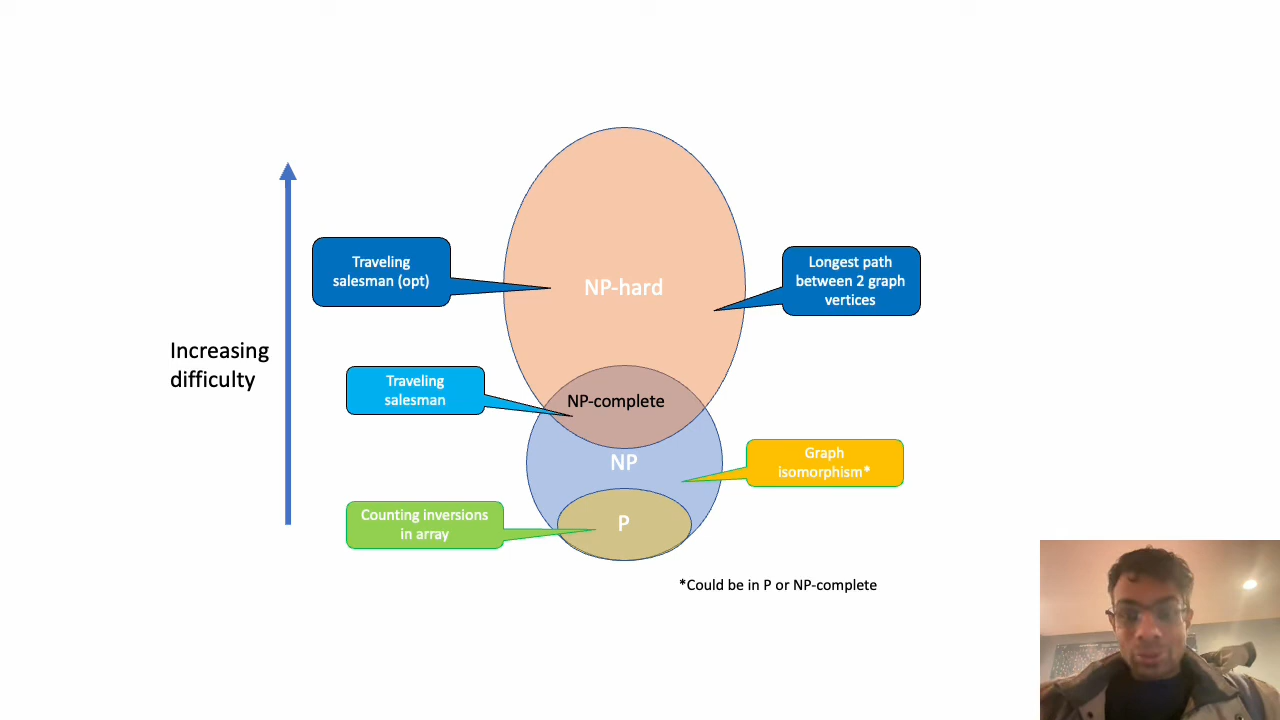 Traveling
salesman (opt)
NP-hard
Longest path
between 2 graph
vertices
Increasing
difficulty
Traveling
salesman
NP-complete
NP
Graph
isomorphism*
Counting inversions
in array
P
*Could be in P or NP-complete